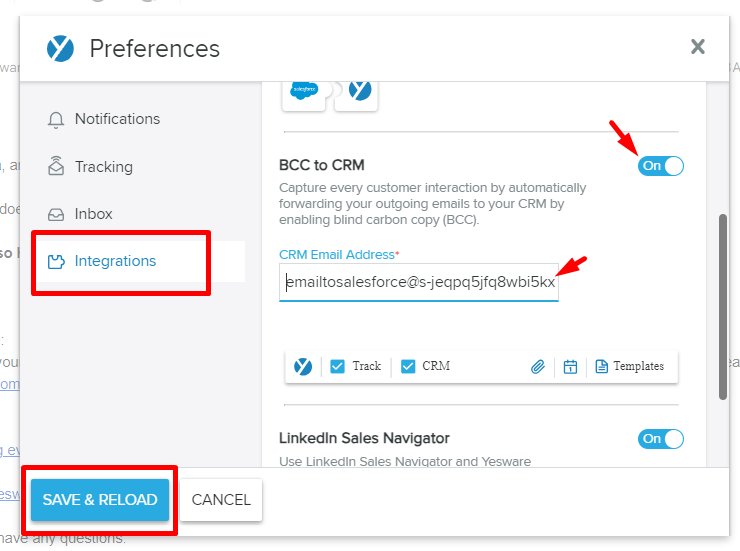 Preferences
salesforce
Notifications
Tracking
Inbox
Integrations
BCC to CRM
On
Capture every customer interaction by automatically
forwarding your outgoing emails to your CRM by
enabling blind carbon copy (BCC).
CRM Email Address*
emailtosalesforce@s-jeqpq5jfq8wbi5kx
Track
CRM
Templates
LinkedIn Sales Navigator
On
Use LinkedIn Sales Navigator and Yesware
SAVE & RELOAD
CANCEL
have any questions.